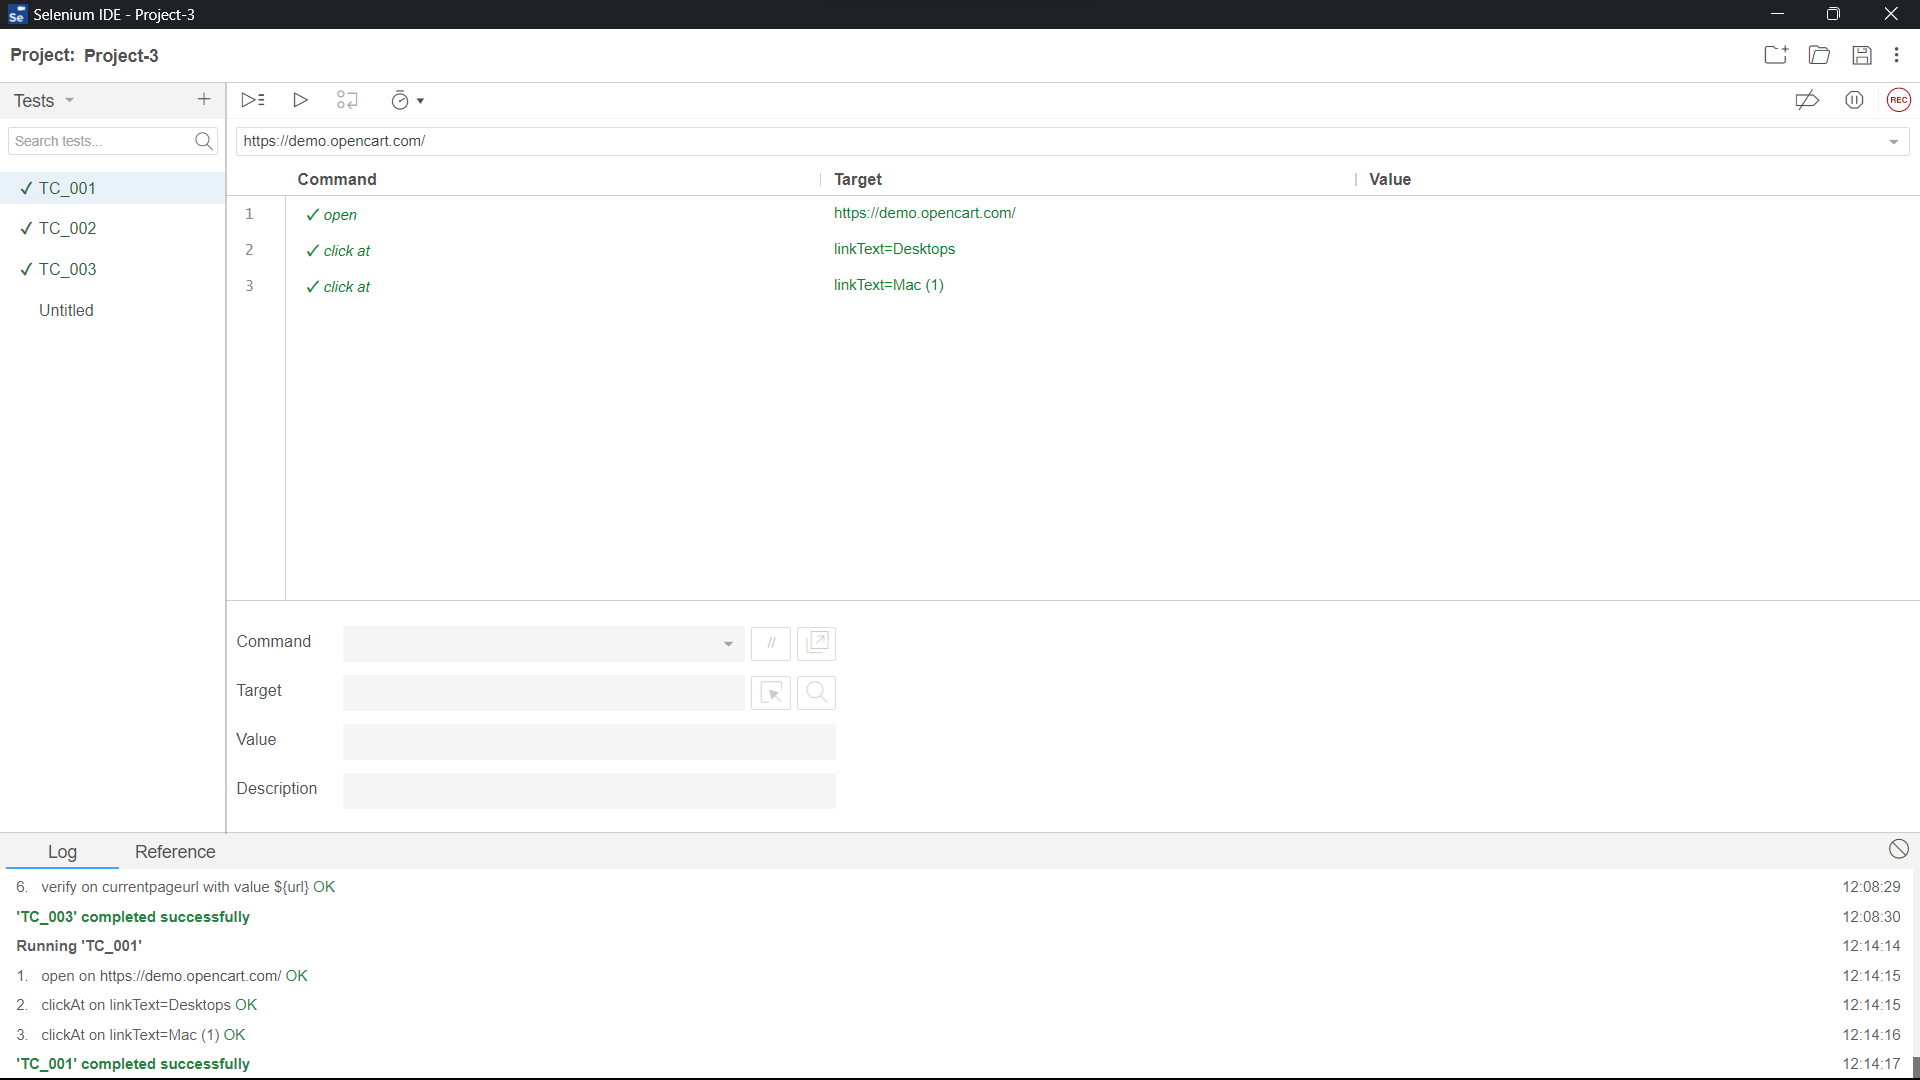 Selenium IDE - Project-3
Project: Project-3
Tests
Search tests...
https://demo.opencart.com/
REC
Command Target Value
✓ TC_001
✓ TC_002
✓ TC_003
Untitled
1 ✓ open https://demo.opencart.com/
2 ✓ click at linkText=Desktops
3 ✓ click at linkText=Mac (1)
Command //
Target
Value
Description
Log Reference
6. verify on currentpageurl with value ${url} OK 12:08:29
'TC_003' completed successfully 12:08:30
Running 'TC_001' 12:14:14
1. open on https://demo.opencart.com/ OK 12:14:15
2. clickAt on linkText=Desktops OK 12:14:15
3. clickAt on linkText=Mac (1) OK 12:14:16
'TC_001' completed successfully 12:14:17